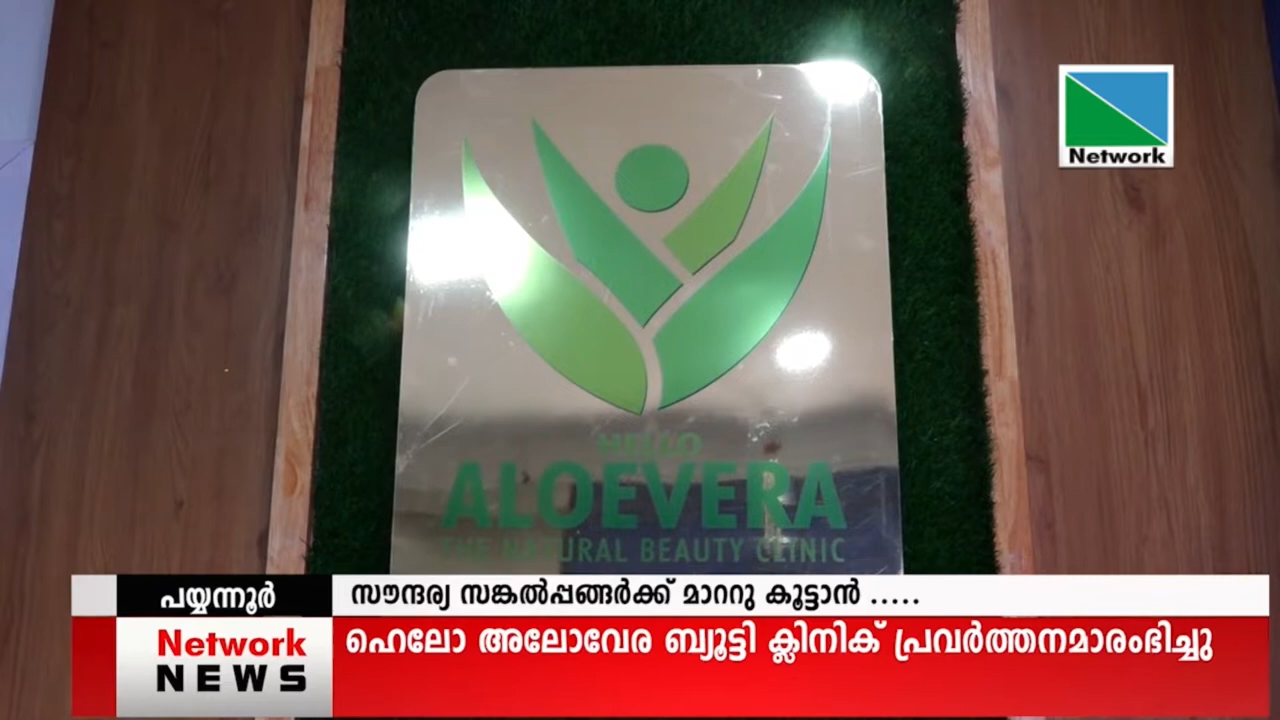 Network
HELLO
ALOEVERA
THE NATURAL BEAUTY CLINIC
പയ്യന്നൂർ
സൗന്ദര്യ സങ്കൽപ്പങ്ങൾക്ക് മാററു കൂട്ടാൻ .....
Network
NEWS
ഹെലോ അലോവേര ബ്യൂട്ടി ക്ലിനിക് പ്രവർത്തനമാരംഭിച്ചു